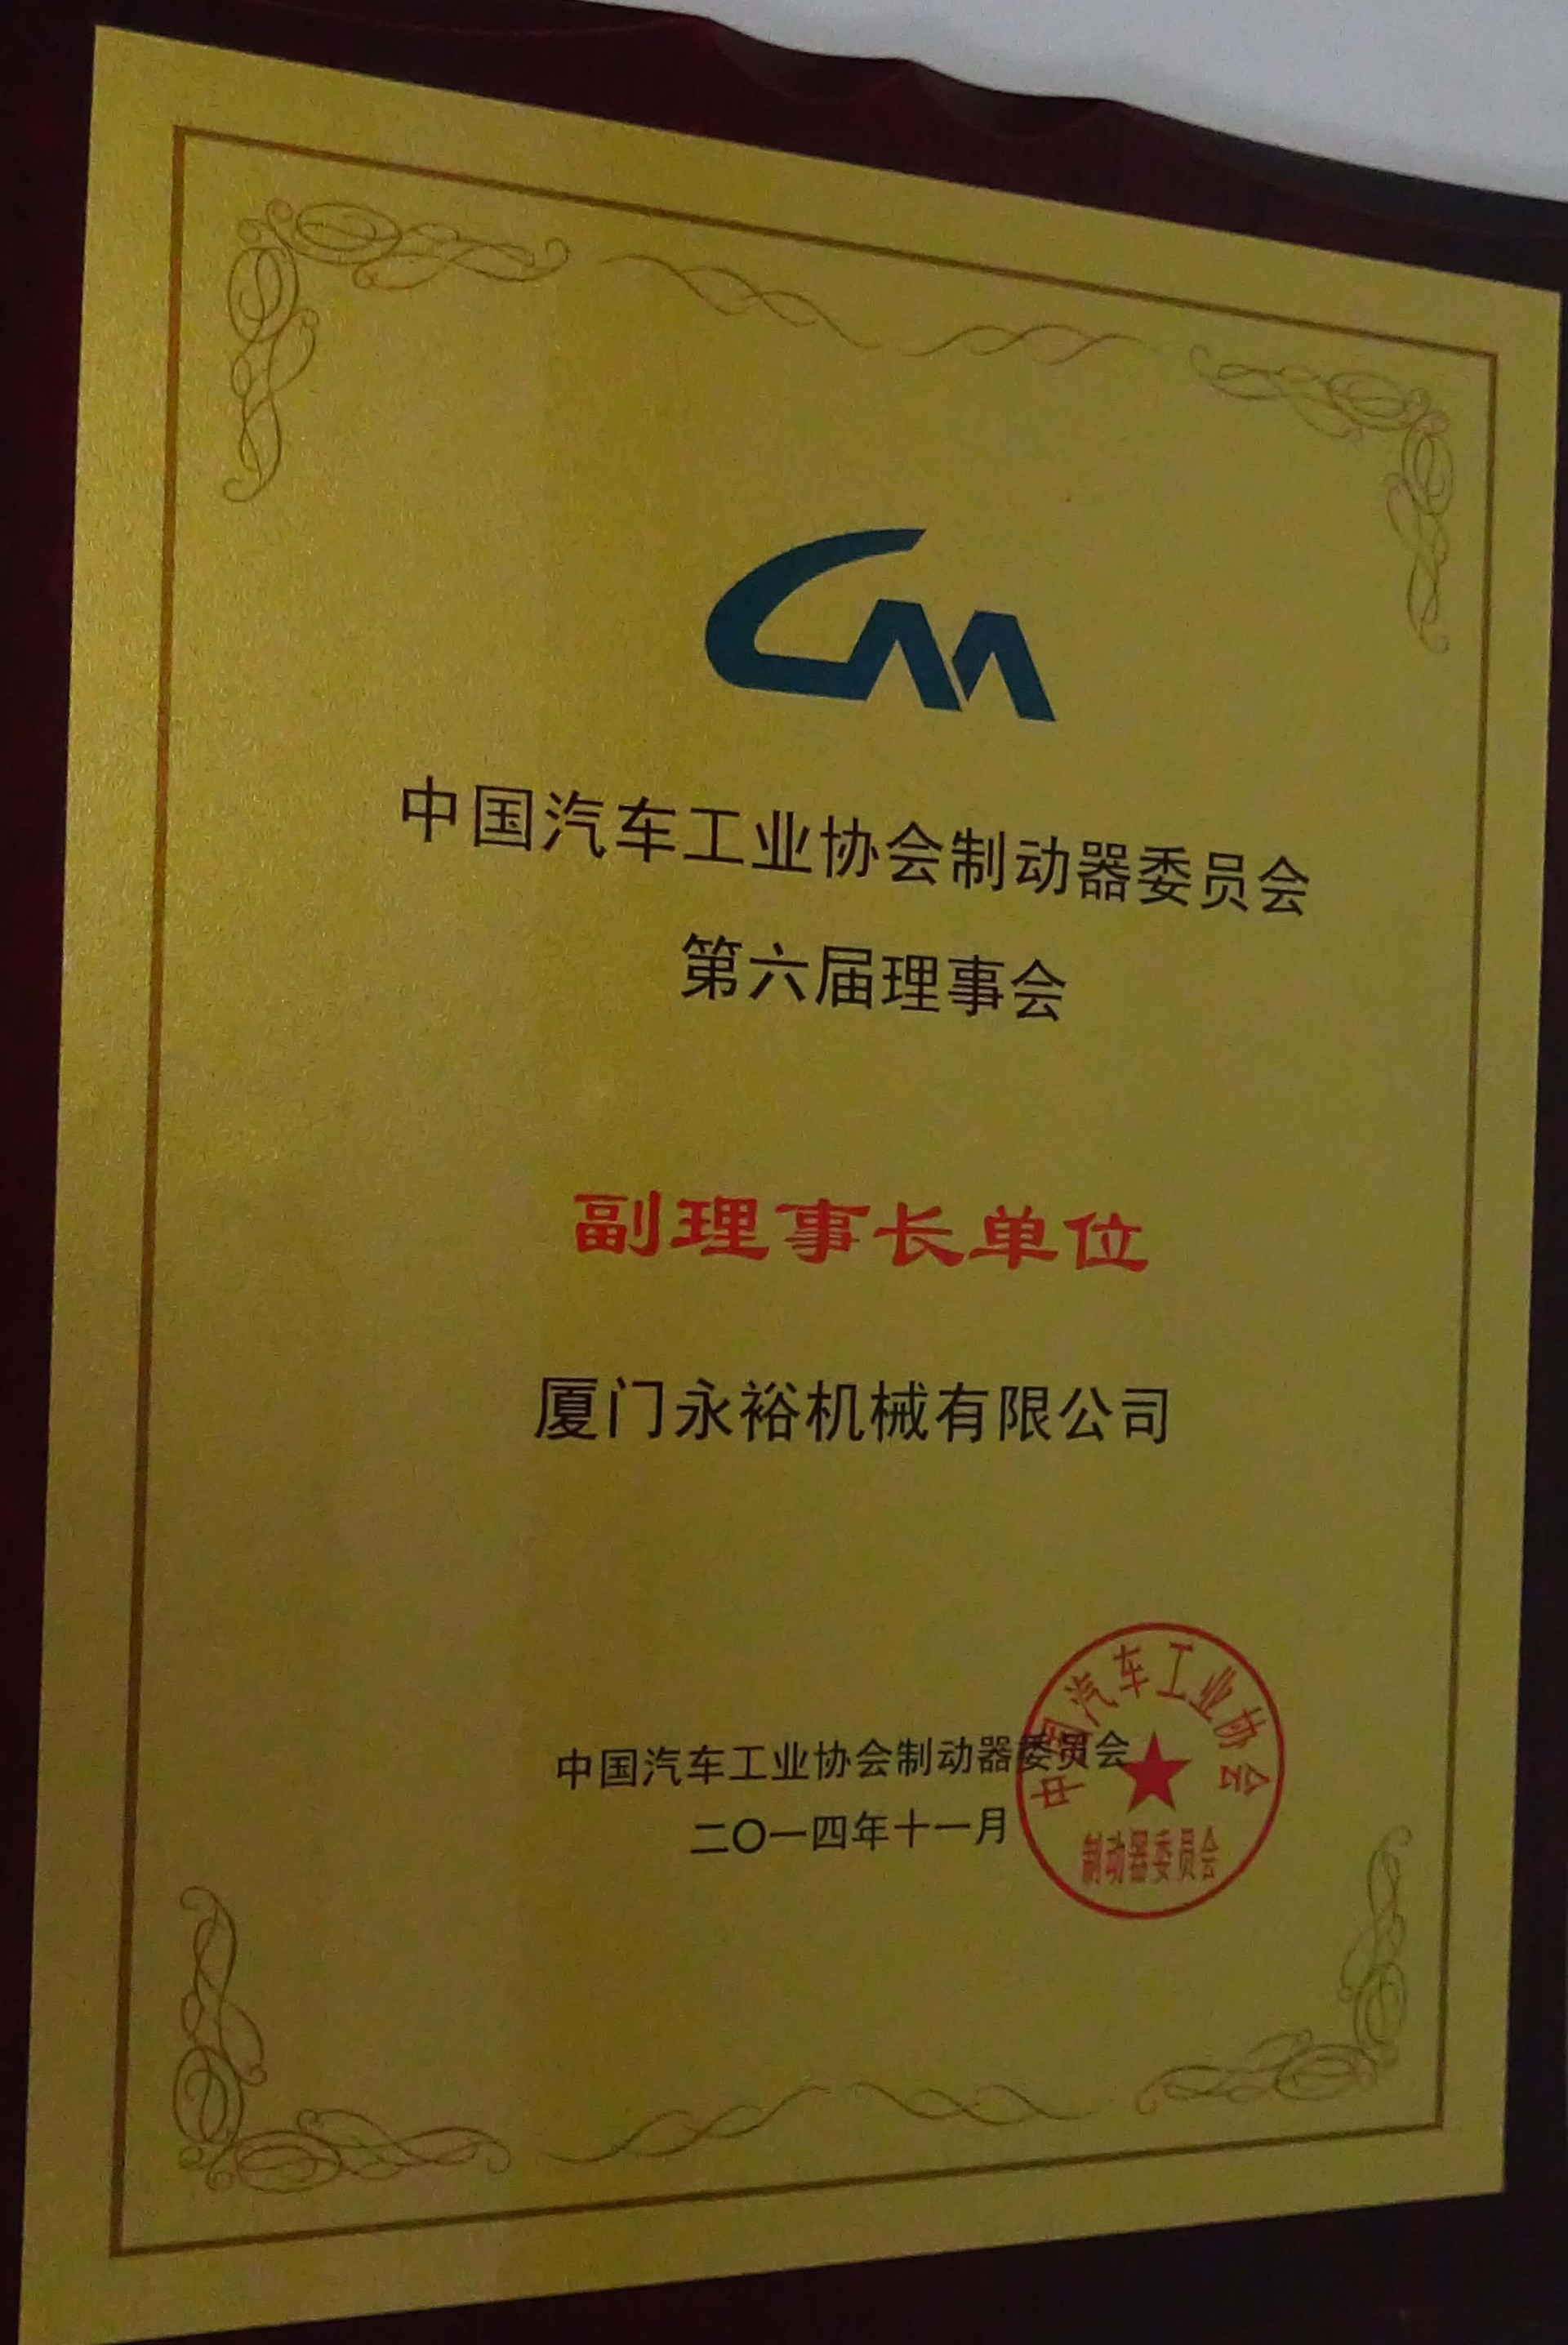 CM
中国汽车工业协会制动器委员会
第六届理事会
副理事长单位
厦门永裕机械有限公司
中国汽车工业协会制动器委员会
二〇一四年十一月
中国汽车工业协会
制动器委员会